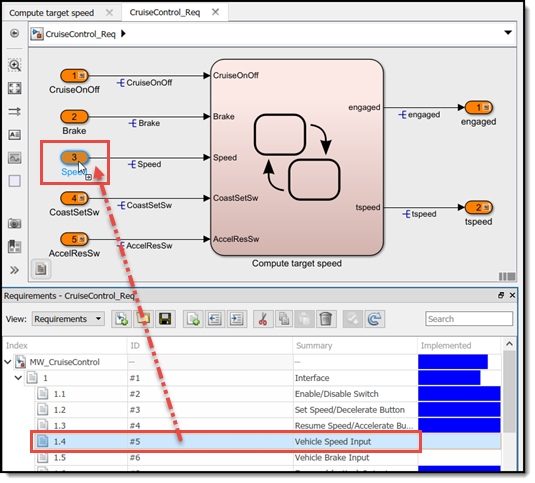 Compute target speed CruiseControl_Req
CruiseControl_Req
1 CruiseOnOff CruiseOnOff
CruiseOnOff
2 Brake Brake
Brake
3 Speed Speed
Spee
4 CoastSetSw CoastSetSw
CoastSetSw
5 AccelResSw AccelResSw
AccelResSw
engaged engaged 1
engaged
tspeed tspeed 2
tspeed
Compute target speed
Requirements - CruiseControl_Req
View: Requirements Search
Index ID Summary Implemented
MW_CruiseControl — —
1 #1 Interface
1.1 #2 Enable/Disable Switch
1.2 #3 Set Speed/Decelerate Button
1.3 #4 Resume Speed/Accelerate Bu...
1.4 #5 Vehicle Speed Input
1.5 #6 Vehicle Brake Input